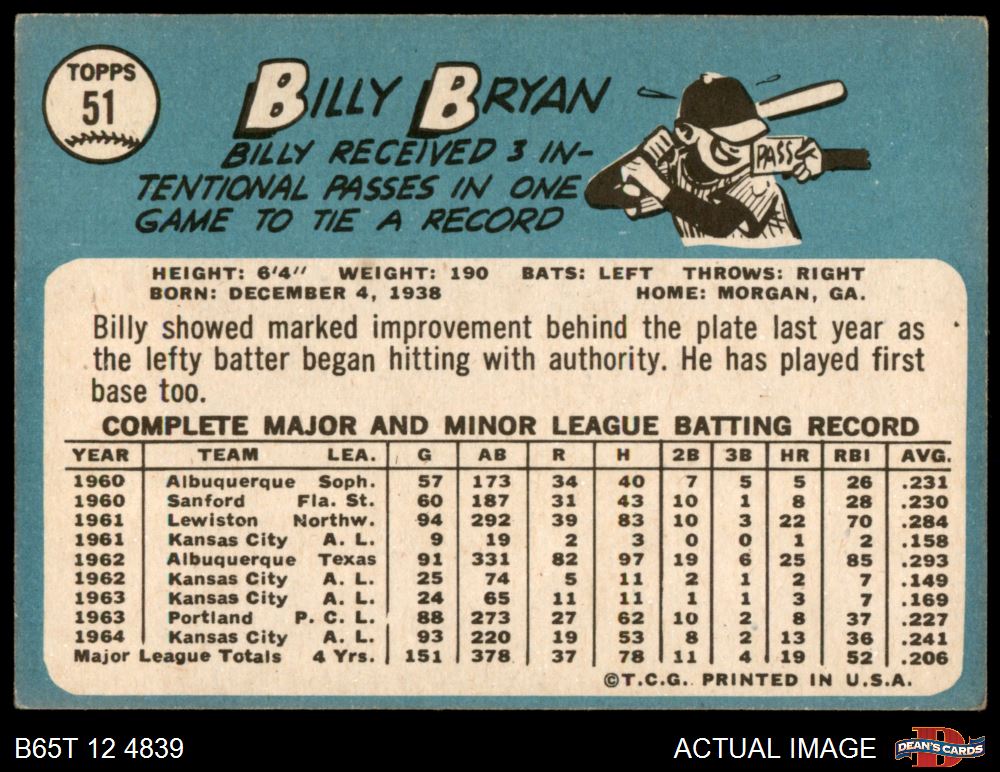 TOPPS
51
BILLY BRYAN
BILLY RECEIVED 3 IN-
TENTIONAL PASSES IN ONE
GAME TO TIE A RECORD
PASS
HEIGHT: 6'4" WEIGHT: 190 BATS: LEFT THROWS: RIGHT
BORN: DECEMBER 4, 1938 HOME: MORGAN, GA.
Billy showed marked improvement behind the plate last year as
the lefty batter began hitting with authority. He has played first
base too.
COMPLETE MAJOR AND MINOR LEAGUE BATTING RECORD
YEAR TEAM LEA. G AB R H 2B 3B HR RBI AVG.
1960 Albuquerque Soph. 57 173 34 40 7 5 5 26 .231
1960 Sanford Fla. St. 60 187 31 43 10 1 8 28 .230
1961 Lewiston Northw. 94 292 39 83 10 3 22 70 .284
1961 Kansas City A. L. 9 19 2 3 0 0 1 2 .158
1962 Albuquerque Texas 91 331 82 97 19 6 25 85 .293
1962 Kansas City A. L. 25 74 5 11 2 1 2 7 .149
1963 Kansas City A. L. 24 65 11 11 1 1 3 7 .169
1963 Portland P. C. L. 88 273 27 62 10 2 8 37 .227
1964 Kansas City A. L. 93 220 19 53 8 2 13 36 .241
Major League Totals 4 Yrs. 151 378 37 78 11 4 19 52 .206
©T.C.G. PRINTED IN U.S.A.
B65T 12 4839 ACTUAL IMAGE
DEAN'S CARDS